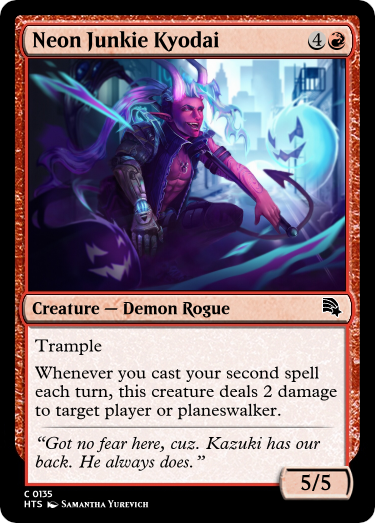 Neon Junkie Kyodai 4
Creature — Demon Rogue
Trample
Whenever you cast your second spell
each turn, this creature deals 2 damage
to target player or planeswalker.
“Got no fear here, cuz. Kazuki has our
back. He always does.”
5/5
C 0135
HTS Samantha Yurevich